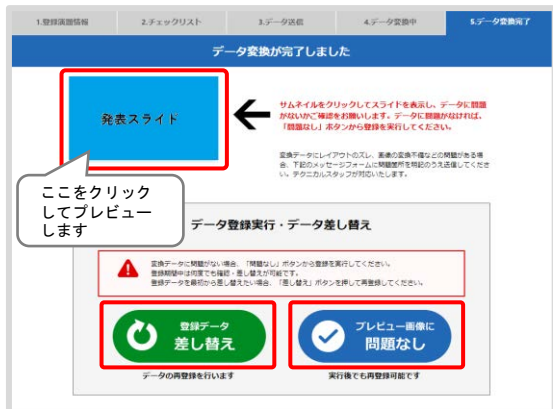 1.登録演題情報
2.チェックリスト
3.データ送信
4.データ変換中
5.データ変換完了
データ変換が完了しました
発表スライド
サムネイルをクリックしてスライドを表示し、データに問題
がないかご確認をお願いします。データに問題がなければ、
「問題なし」ボタンから登録を実行してください。
変換データにレイアウトのズレ、画像の変換不備などの問題がある場
合、下記のメッセージフォームに問題箇所を明記のうえ送信してくださ
い。テクニカルスタッフが対応いたします。
ここをクリック
してプレビュー
します
データ登録実行・データ差し替え
変換データに問題がない場合、「問題なし」ボタンから登録を実行してください。
登録期間中は何度でも確認・差し替えが可能です。
登録データを最初から差し替えたい場合、「差し替え」ボタンを押して再登録してください。
登録データ
差し替え
プレビュー画像に
問題なし
データの再登録を行います
実行後でも再登録可能です